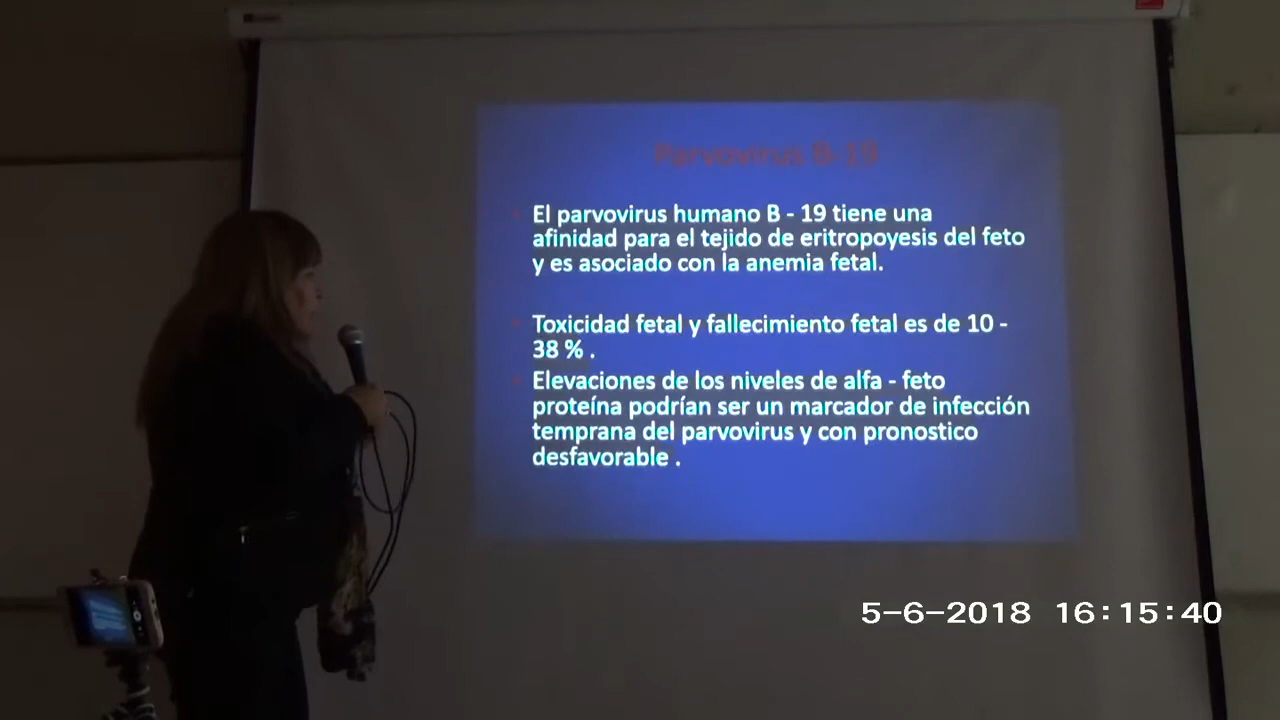 Parvovirus B-19
El parvovirus humano B - 19 tiene una
afinidad para el tejido de eritropoyesis del feto
y es asociado con la anemia fetal.
Toxicidad fetal y fallecimiento fetal es de 10 -
38 % .
Elevaciones de los niveles de alfa - feto
proteína podrían ser un marcador de infección
temprana del parvovirus y con pronostico
desfavorable .
5-6-2018 16:15:40